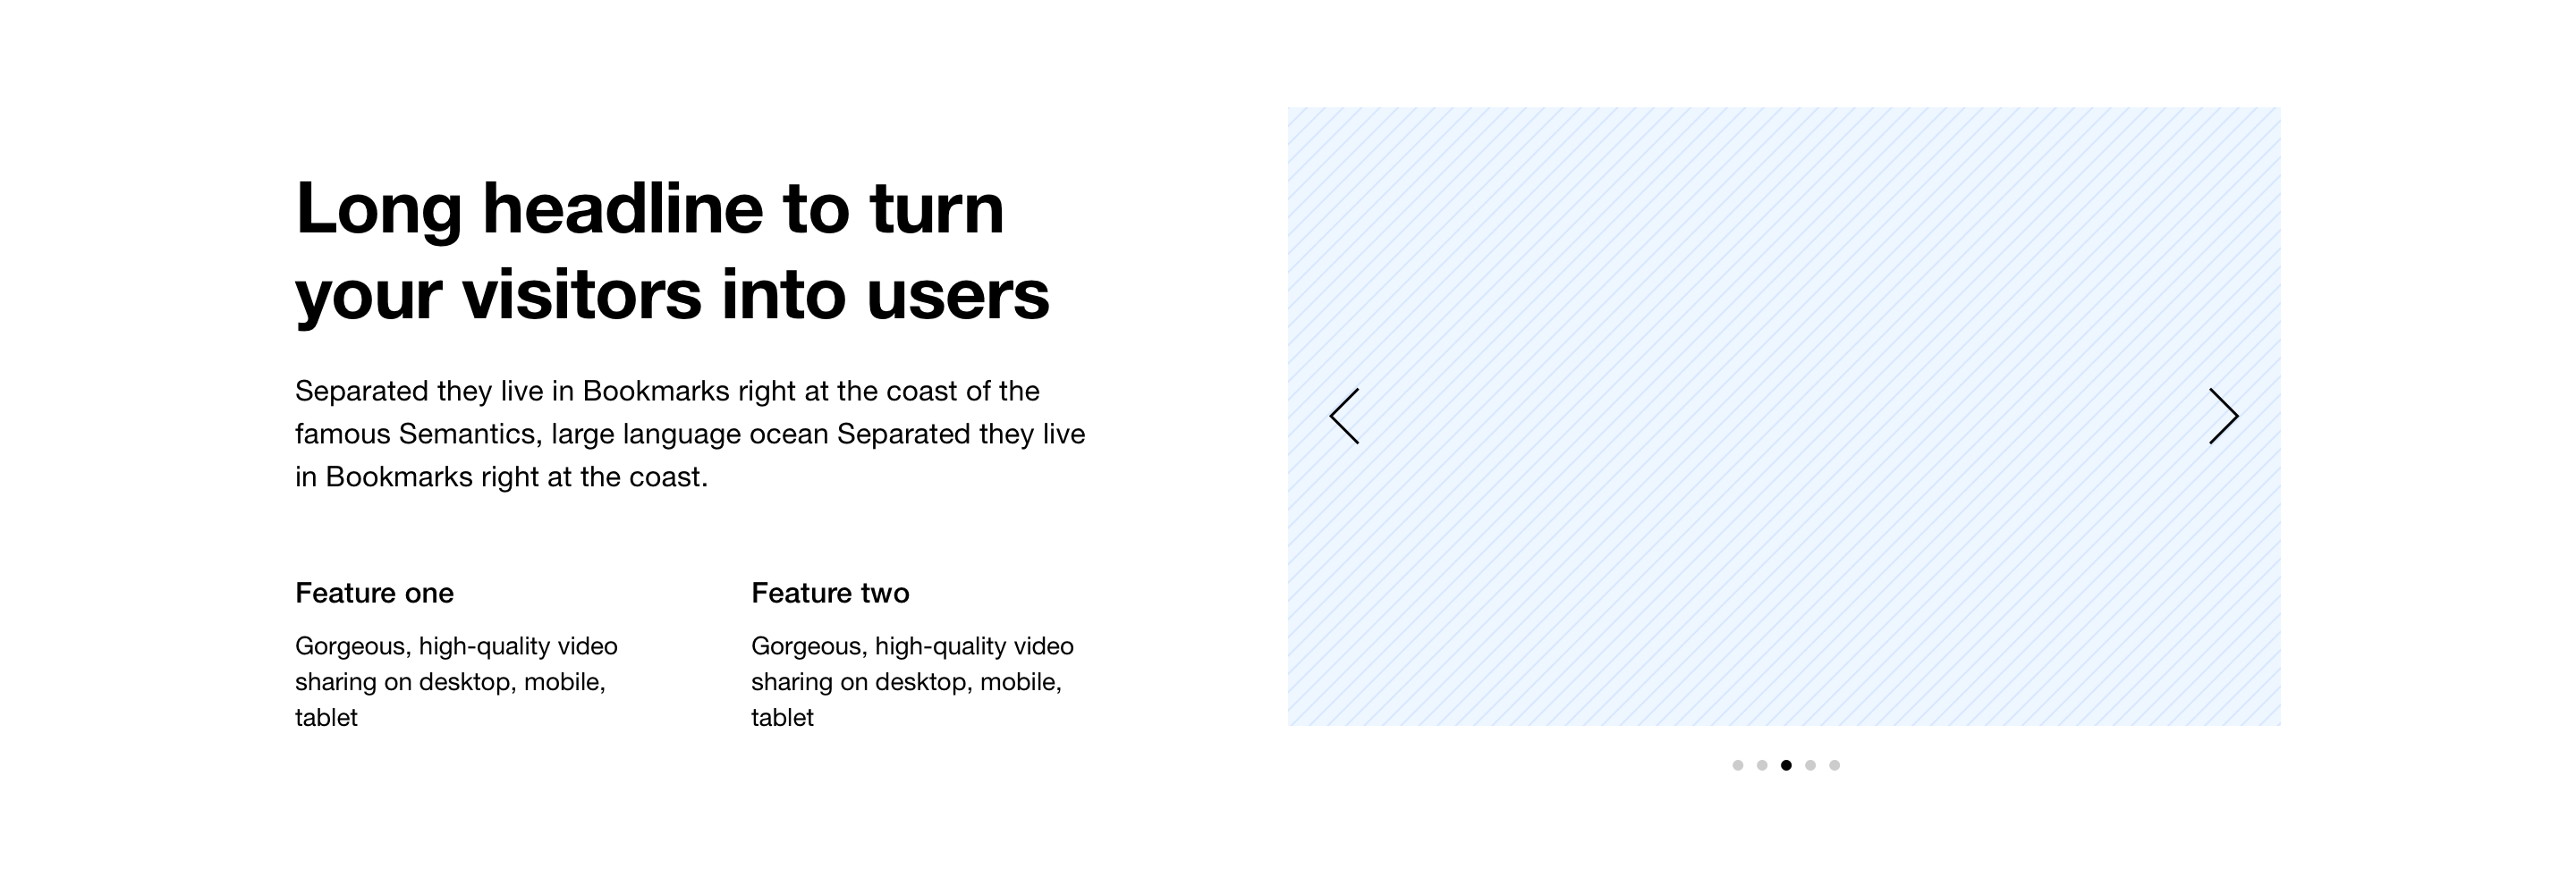 Long headline to turn
your visitors into users
Separated they live in Bookmarks right at the coast of the
famous Semantics, large language ocean Separated they live
in Bookmarks right at the coast.
Feature one
Gorgeous, high-quality video
sharing on desktop, mobile,
tablet
Feature two
Gorgeous, high-quality video
sharing on desktop, mobile,
tablet